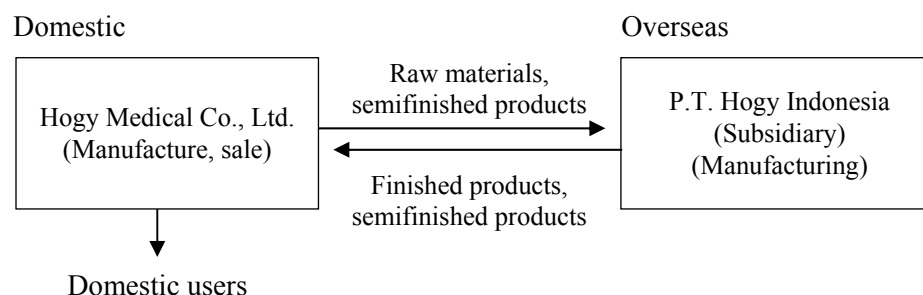 Domestic
Overseas
Hogy Medical Co., Ltd.
(Manufacture, sale)
Raw materials,
semifinished products
Finished products,
semifinished products
P.T. Hogy Indonesia
(Subsidiary)
(Manufacturing)
Domestic users